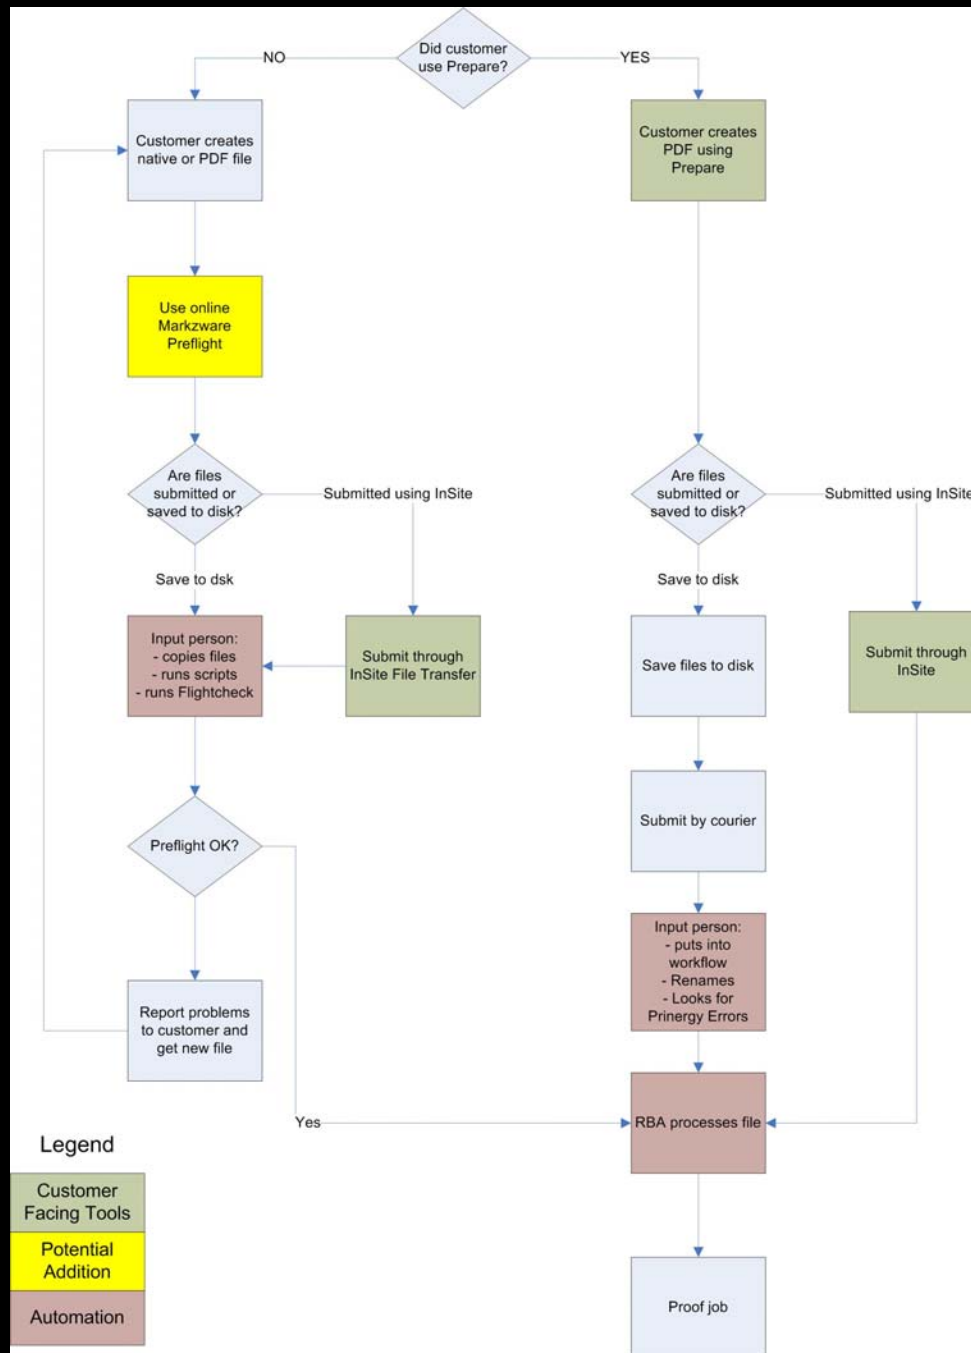 Did customer
use Prepare?
NO
YES
Customer creates
native or PDF file
Customer creates
PDF using
Prepare
Use online
Markzware
Preflight
Are files
submitted or
saved to disk?
Submitted using InSite
Are files
submitted or
saved to disk?
Submitted using InSite
Save to dsk
Save to disk
Input person:
- copies files
- runs scripts
- runs Flightcheck
Submit through
InSite File Transfer
Save files to disk
Submit through
InSite
Submit by courier
Preflight OK?
Input person:
- puts into
workflow
- Renames
- Looks for
Prinergy Errors
Report problems
to customer and
get new file
Yes
RBA processes file
Legend
Customer
Facing Tools
Potential
Addition
Automation
Proof job